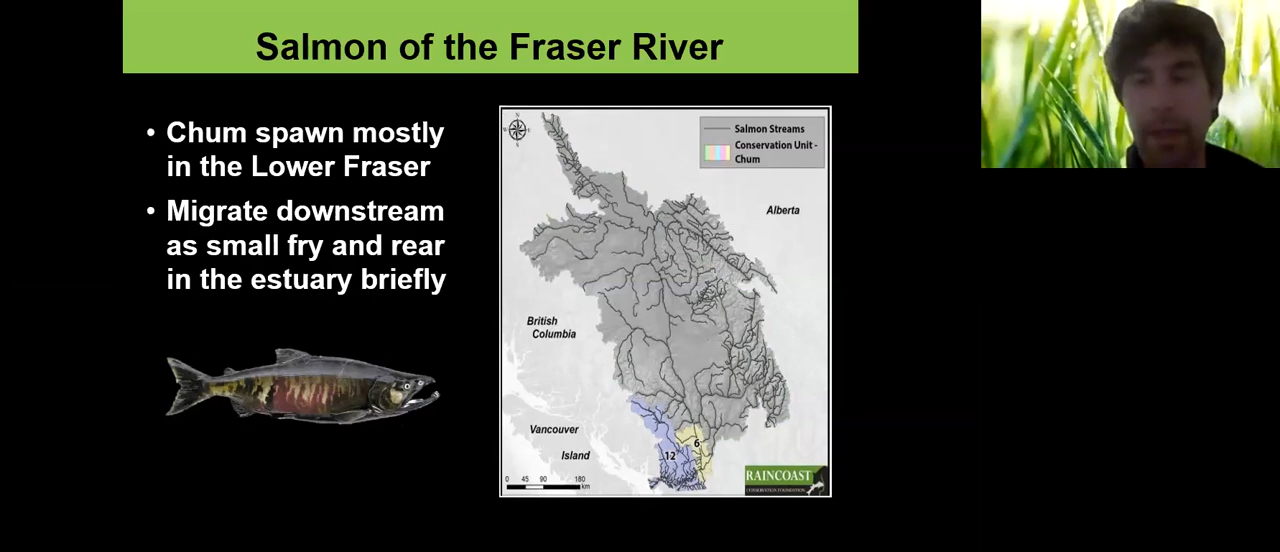 Salmon of the Fraser River
• Chum spawn mostly
in the Lower Fraser
• Migrate downstream
as small fry and rear
in the estuary briefly
N
Salmon Streams
Conservation Unit -
Chum
Alberta
British
Columbia
Vancouver
Island
6
12
0 45 90 180
km
RAINCOAST
CONSERVATION FOUNDATION